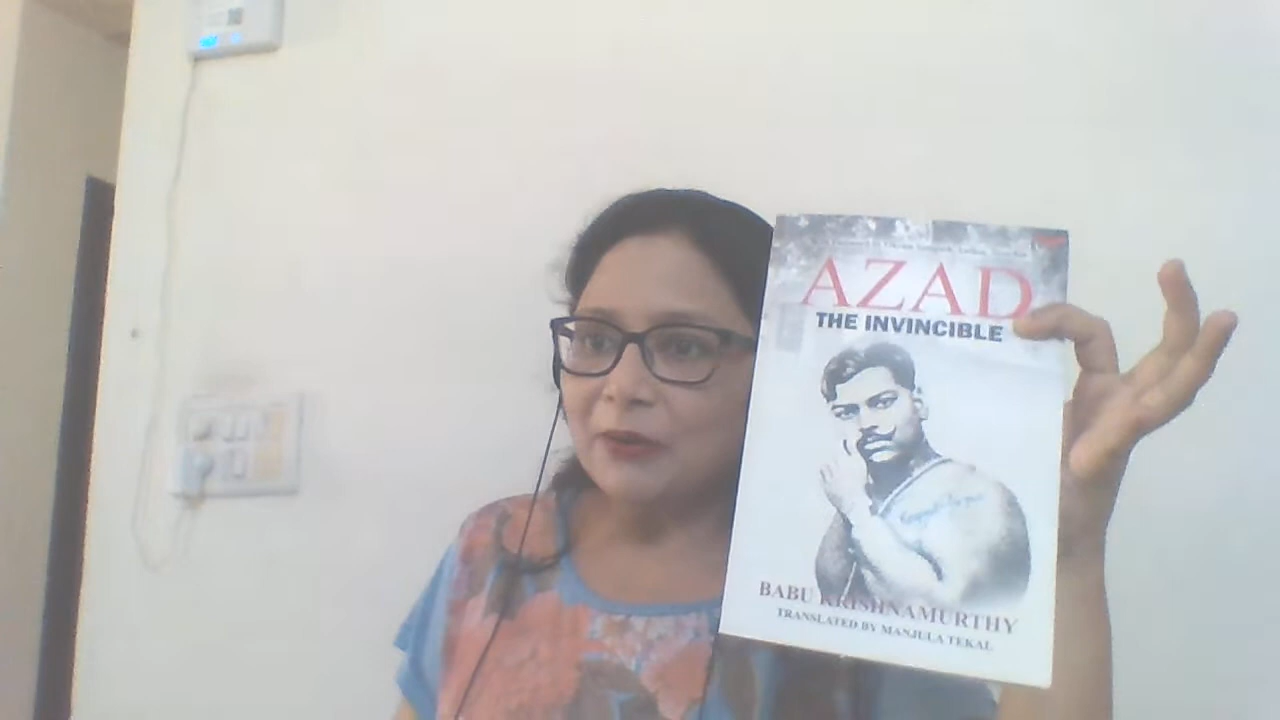 AZAD
THE INVINCIBLE
BABU KRISHNAMURTHY
TRANSLATED BY MANJULA TEKAL